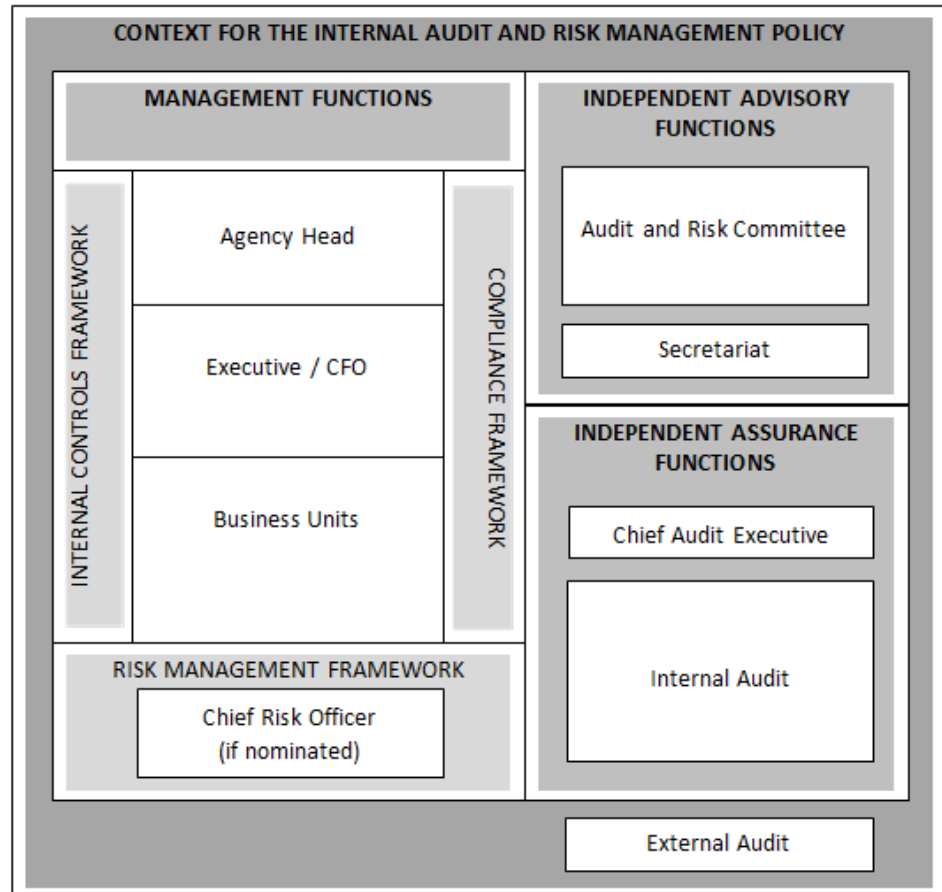 CONTEXT FOR THE INTERNAL AUDIT AND RISK MANAGEMENT POLICY
MANAGEMENT FUNCTIONS
INTERNAL CONTROLS FRAMEWORK
Agency Head
Executive / CFO
Business Units
COMPLIANCE FRAMEWORK
RISK MANAGEMENT FRAMEWORK
Chief Risk Officer
(if nominated)
INDEPENDENT ADVISORY
FUNCTIONS
Audit and Risk Committee
Secretariat
INDEPENDENT ASSURANCE
FUNCTIONS
Chief Audit Executive
Internal Audit
External Audit